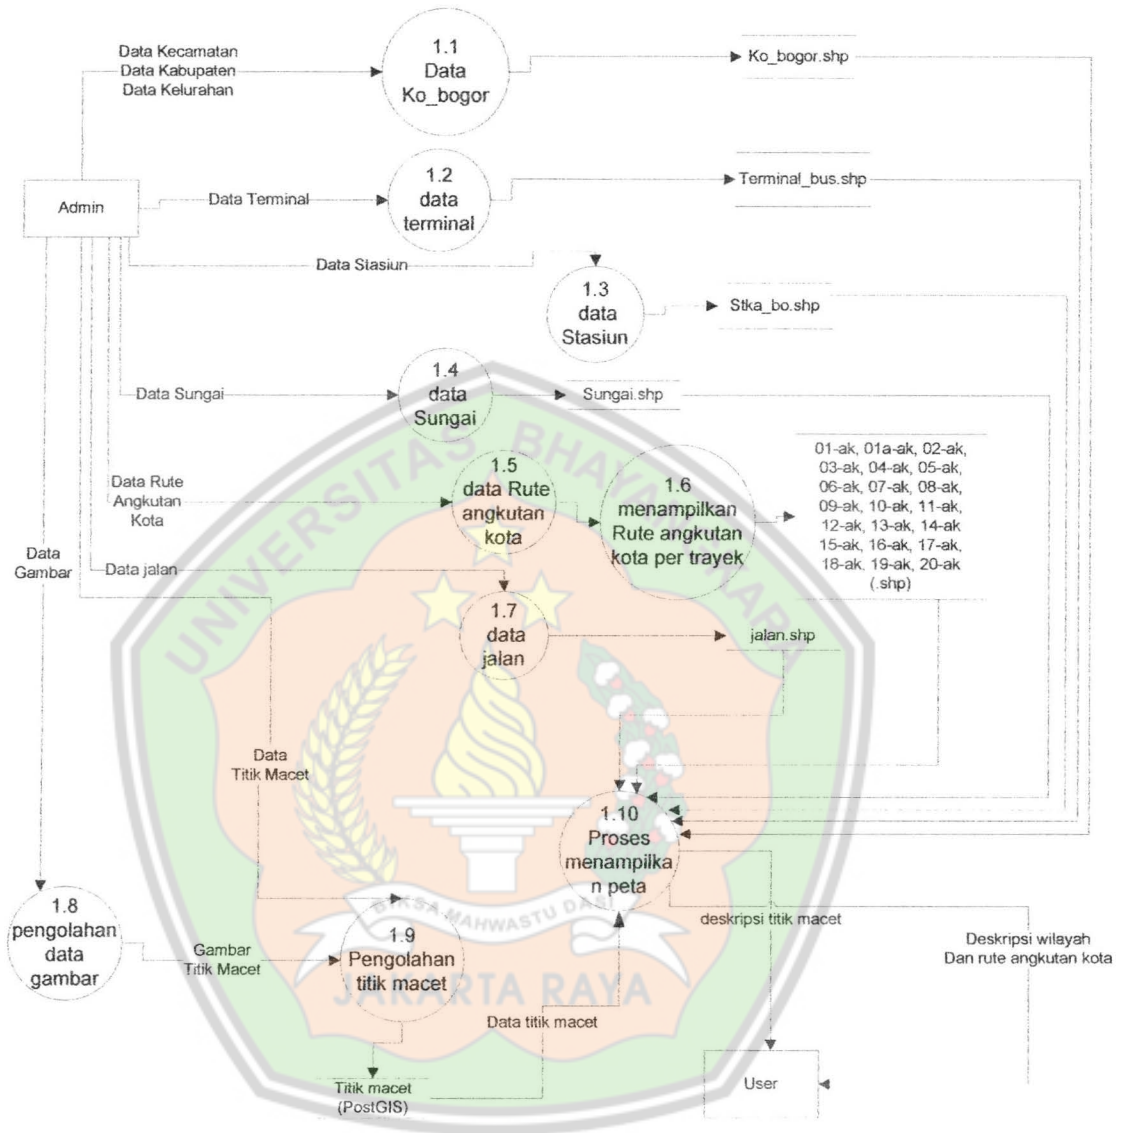 Data Kecamatan
Data Kabupaten
Data Kelurahan
1.1
Data
Ko_bogor
Ko_bogor.shp
Admin
Data Terminal
1.2
data
terminal
Terminal_bus.shp
Data Stasiun
1.3
data
Stasiun
Stka_bo.shp
Data Sungai
1.4
data
Sungai
Sungai.shp
UNIVERSITAS BHAYANGKARA
Data Rute
Angkutan
Kota
1.5
data Rute
angkutan
kota
1.6
menampilkan
Rute angkutan
kota per trayek
01-ak, 01a-ak, 02-ak,
03-ak, 04-ak, 05-ak,
06-ak, 07-ak, 08-ak,
09-ak, 10-ak, 11-ak,
12-ak, 13-ak, 14-ak
15-ak, 16-ak, 17-ak,
18-ak, 19-ak, 20-ak
(.shp)
Data
Gambar
Data jalan
1.7
data
jalan
jalan.shp
Data
Titik Macet
1.10
Proses
menampilka
n peta
BIKSA MAHWASTU DASI
1.8
pengolahan
data
gambar
Gambar
Titik Macet
1.9
Pengolahan
titik macet
JAKARTA RAYA
deskripsi titik macet
Deskripsi wilayah
Dan rute angkutan kota
Data titik macet
Titik macet
(PostGIS)
User